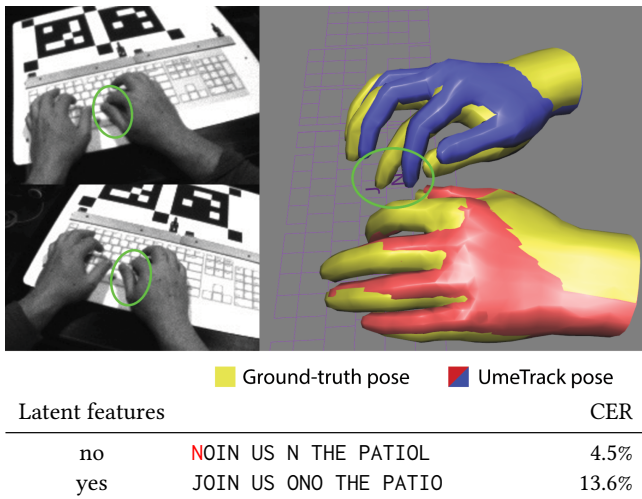 Ground-truth pose UmeTrack pose
Latent features CER
no NOIN US N THE PATIOL 4.5%
yes JOIN US ONO THE PATIO 13.6%